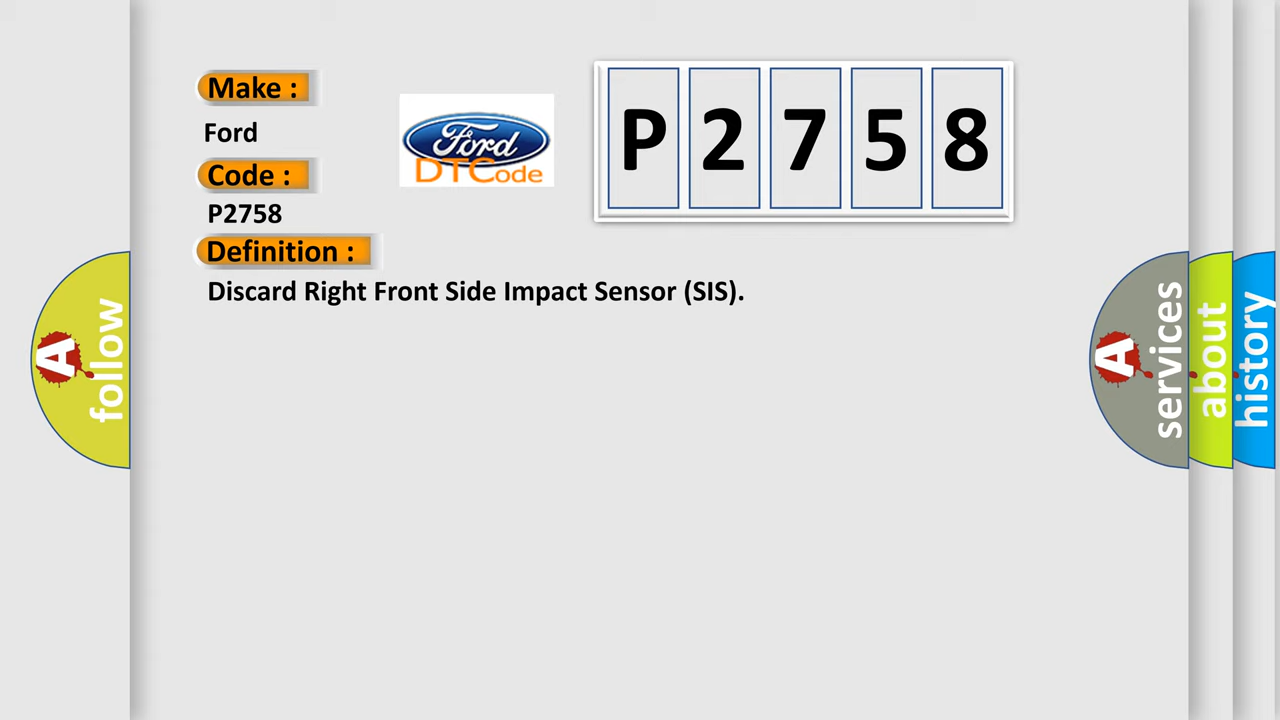 Make :
Ford
Code :
P2758
Definition :
Discard Right Front Side Impact Sensor (SIS).
Ford
DTCode
P 2 7 5 8
A follow
A services
about
history